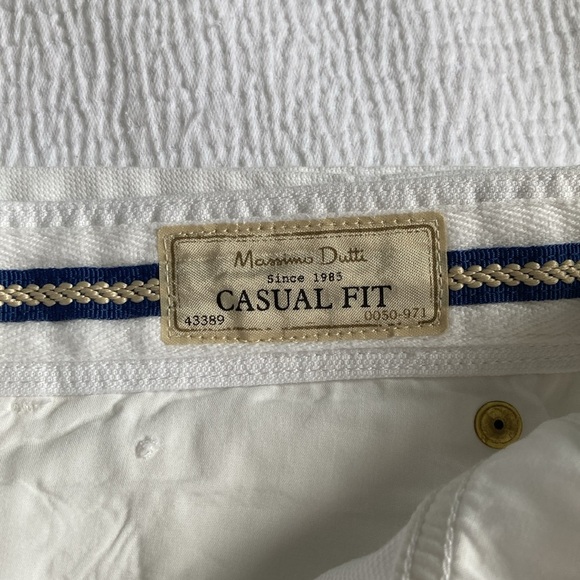 Massimo Dutti
Since 1985
CASUAL FIT
43389 0050-971